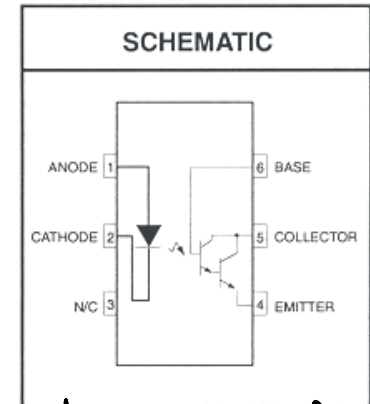 SCHEMATIC
ANODE 1 6 BASE
CATHODE 2 5 COLLECTOR
N/C 3 4 EMITTER